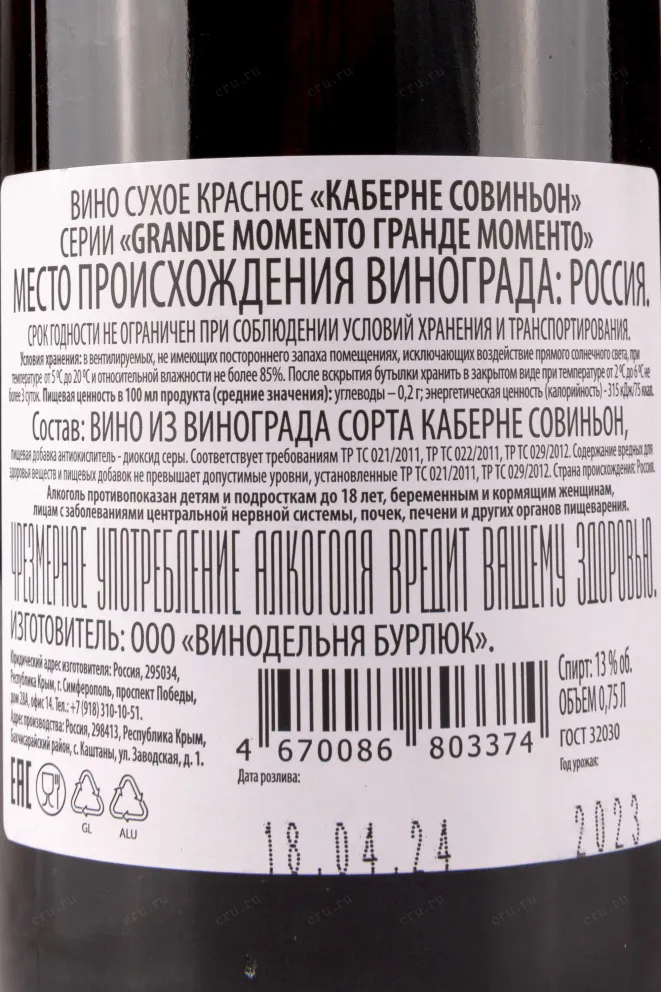 ВИНО СУХОЕ КРАСНОЕ «КАБЕРНЕ СОВИНЬОН»
СЕРИИ «GRANDE MOMENTO ГРАНДЕ МОМЕНТО»
МЕСТО ПРОИСХОЖДЕНИЯ ВИНОГРАДА: РОССИЯ.
СРОК ГОДНОСТИ НЕ ОГРАНИЧЕН ПРИ СОБЛЮДЕНИИ УСЛОВИЙ ХРАНЕНИЯ И ТРАНСПОРТИРОВАНИЯ.
Условия хранения: в вентилируемых, не имеющих постороннего запаха помещениях, исключающих воздействие прямого солнечного света, при
температуре от 5 ºC до 20 ºC и относительной влажности не более 85%. После вскрытия бутылки хранить в закрытом виде при температуре от 2 ºC до 6 ºC не
более 3 суток. Пищевая ценность в 100 мл продукта (средние значения): углеводы – 0,2 г; энергетическая ценность (калорийность) - 315 кДж/75 ккал.
Состав: ВИНО ИЗ ВИНОГРАДА СОРТА КАБЕРНЕ СОВИНЬОН,
пищевая добавка антиокислитель - диоксид серы. Соответствует требованиям ТР ТС 021/2011, ТР ТС 022/2011, ТР ТС 029/2012. Содержание вредных для
здоровья веществ и пищевых добавок не превышает допустимые уровни, установленные ТР ТС 021/2011, ТР ТС 029/2012. Страна происхождения: Россия.
Алкоголь противопоказан детям и подросткам до 18 лет, беременным и кормящим женщинам,
лицам с заболеваниями центральной нервной системы, почек, печени и других органов пищеварения.
ЧРЕЗМЕРНОЕ УПОТРЕБЛЕНИЕ АЛКОГОЛЯ ВРЕДИТ ВАШЕМУ ЗДОРОВЬЮ.
ИЗГОТОВИТЕЛЬ: ООО «ВИНОДЕЛЬНЯ БУРЛЮК».
Юридический адрес изготовителя: Россия, 295034,
Республика Крым, г. Симферополь, проспект Победы,
дом 28А, офис 14. Тел.: +7 (918) 310-10-51.
Адрес производства: Россия, 298413, Республика Крым,
Бахчисарайский район, с. Каштаны, ул. Заводская, д. 1.
Спирт: 13 % об.
ОБЪЕМ 0,75 Л
ГОСТ 32030
Год урожая:
2023
4 670086 803374
Дата розлива:
18.04.24
EAC
GL
ALU
cru.ru